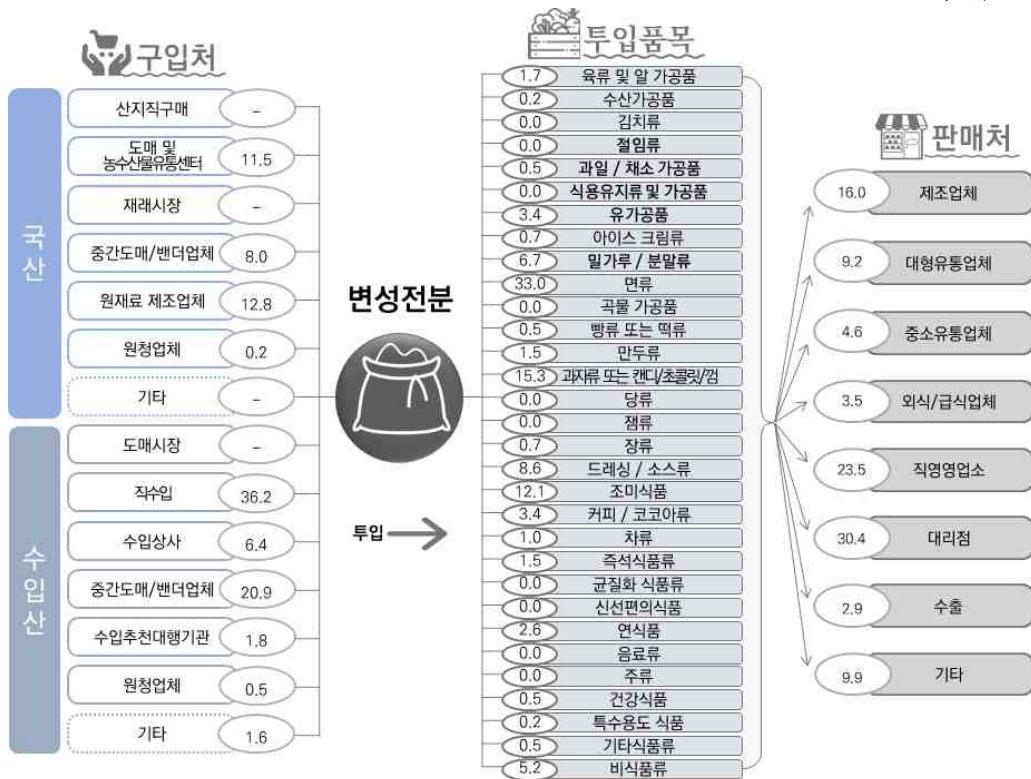 구입처
국산
산지직구매 -
도매 및
농수산물유통센터 11.5
재래시장 -
중간도매/밴더업체 8.0
원재료 제조업체 12.8
원청업체 0.2
기타 -
수입산
도매시장 -
직수입 36.2
수입상사 6.4
중간도매/밴더업체 20.9
수입추천대행기관 1.8
원청업체 0.5
기타 1.6
변성전분
투입
투입품목
1.7 육류 및 알 가공품
0.2 수산가공품
0.0 김치류
0.0 절임류
0.5 과일 / 채소 가공품
0.0 식용유지류 및 가공품
3.4 유가공품
0.7 아이스 크림류
6.7 밀가루 / 분말류
33.0 면류
0.0 곡물 가공품
0.5 빵류 또는 떡류
1.5 만두류
15.3 과자류 또는 캔디/초콜릿/껌
0.0 당류
0.0 잼류
0.7 장류
8.6 드레싱 / 소스류
12.1 조미식품
3.4 커피 / 코코아류
1.0 차류
1.5 즉석식품류
0.0 균질화 식품류
0.0 신선편의식품
2.6 연식품
0.0 음료류
0.0 주류
0.5 건강식품
0.2 특수용도 식품
0.5 기타식품류
5.2 비식품류
판매처
16.0 제조업체
9.2 대형유통업체
4.6 중소유통업체
3.5 외식/급식업체
23.5 직영영업소
30.4 대리점
2.9 수출
9.9 기타